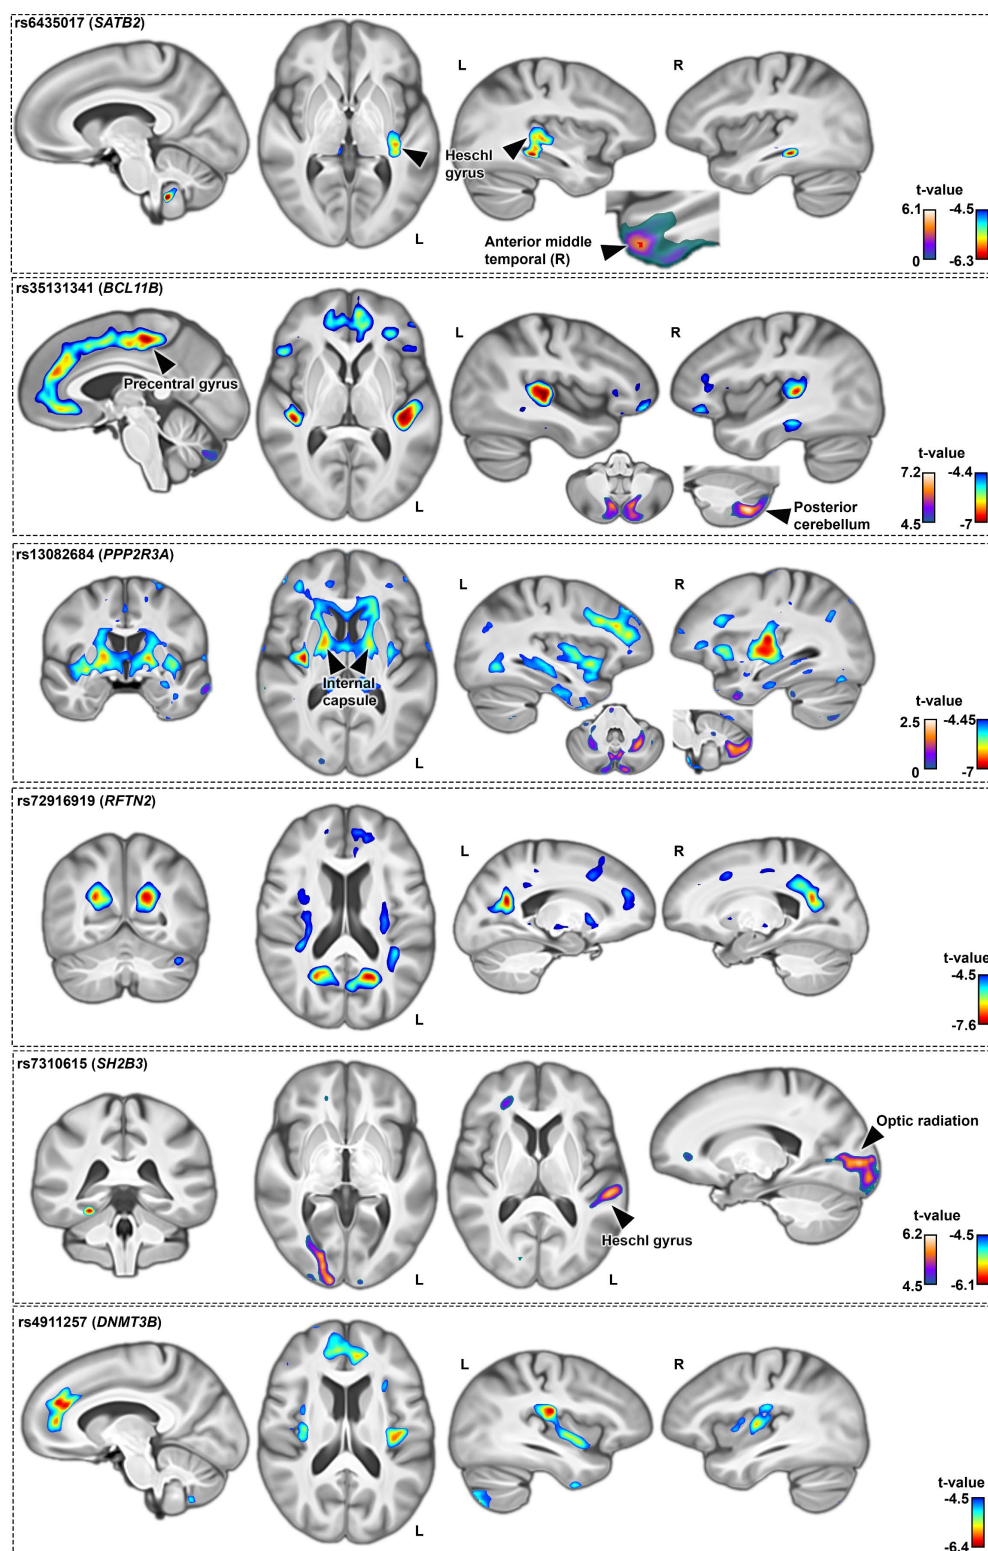 rs6435017 (SATB2)
L
R
Heschl
gyrus
L
Anterior middle
temporal (R)
t-value
6.1
-4.5
0
-6.3
rs35131341 (BCL11B)
L
R
Precentral gyrus
L
Posterior
cerebellum
t-value
7.2
-4.4
4.5
-7
rs13082684 (PPP2R3A)
L
R
Internal
capsule
L
t-value
2.5
-4.45
0
-7
rs72916919 (RFTN2)
L
R
L
t-value
-4.5
-7.6
rs7310615 (SH2B3)
Optic radiation
Heschl gyrus
L
L
t-value
6.2
-4.5
4.5
-6.1
rs4911257 (DNMT3B)
L
R
L
t-value
-4.5
-6.4